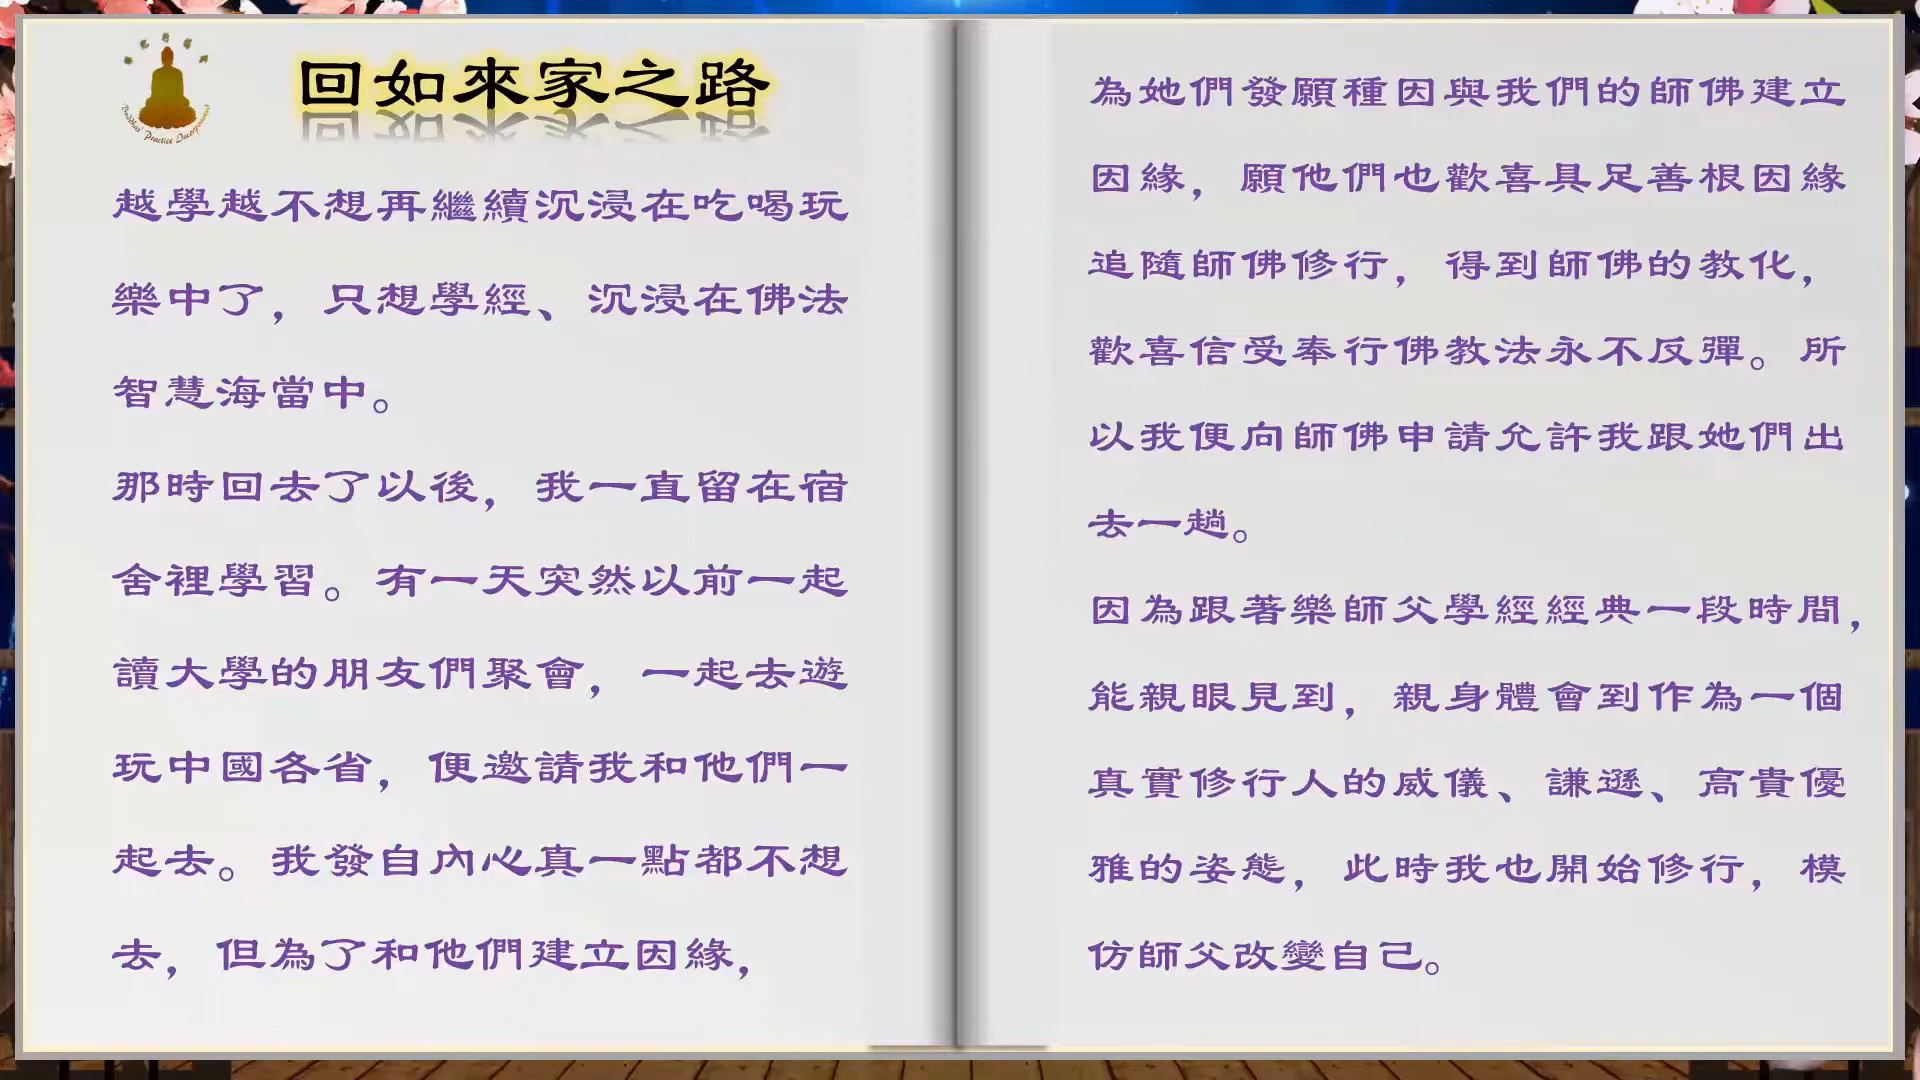 回如來家之路
Buddhas' Practice Incorporated
越學越不想再繼續沉浸在吃喝玩
樂中了，只想學經、沉浸在佛法
智慧海當中。
那時回去了以後，我一直留在宿
舍裡學習。有一天突然以前一起
讀大學的朋友們聚會，一起去遊
玩中國各省，便邀請我和他們一
起去。我發自內心真一點都不想
去，但為了和他們建立因緣，
為她們發願種因與我們的師佛建立
因緣，願他們也歡喜具足善根因緣
追隨師佛修行，得到師佛的教化，
歡喜信受奉行佛教法永不反彈。所
以我便向師佛申請允許我跟她們出
去一趟。
因為跟著樂師父學經經典一段時間，
能親眼見到，親身體會到作為一個
真實修行人的威儀、謙遜、高貴優
雅的姿態，此時我也開始修行，模
仿師父改變自己。